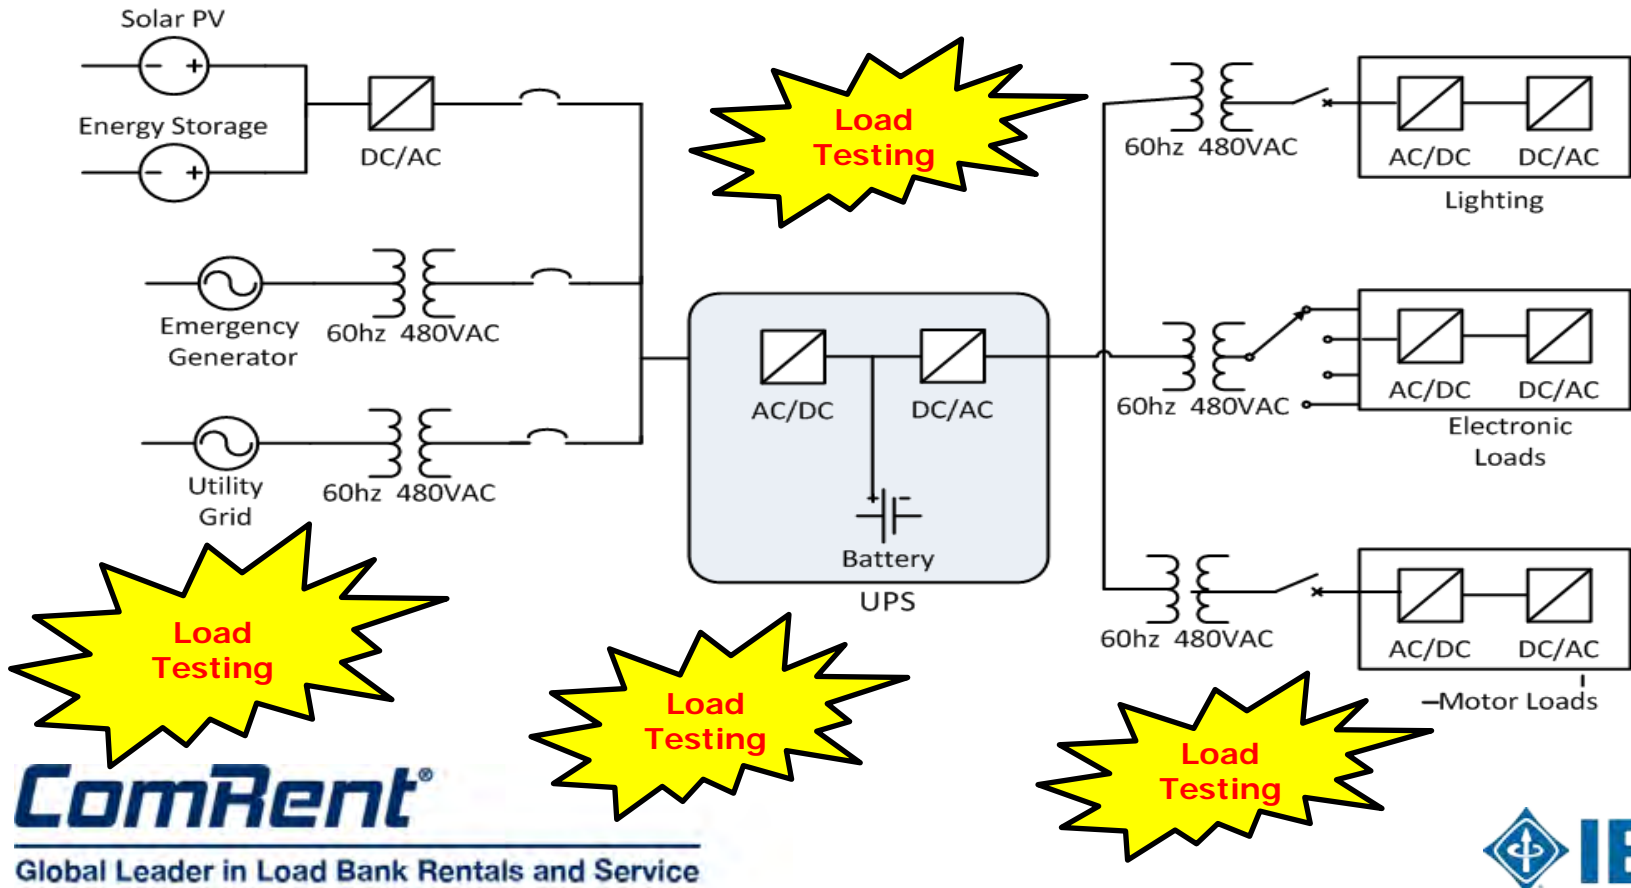 Solar PV
Energy Storage
DC/AC
Emergency
Generator
60hz 480VAC
Utility
Grid
60hz 480VAC
Load
Testing
AC/DC
DC/AC
Battery
UPS
60hz 480VAC
AC/DC
DC/AC
Lighting
60hz 480VAC
AC/DC
DC/AC
Electronic
Loads
60hz 480VAC
AC/DC
DC/AC
Motor Loads
Load
Testing
Load
Testing
Load
Testing
ComRent®
Global Leader in Load Bank Rentals and Service